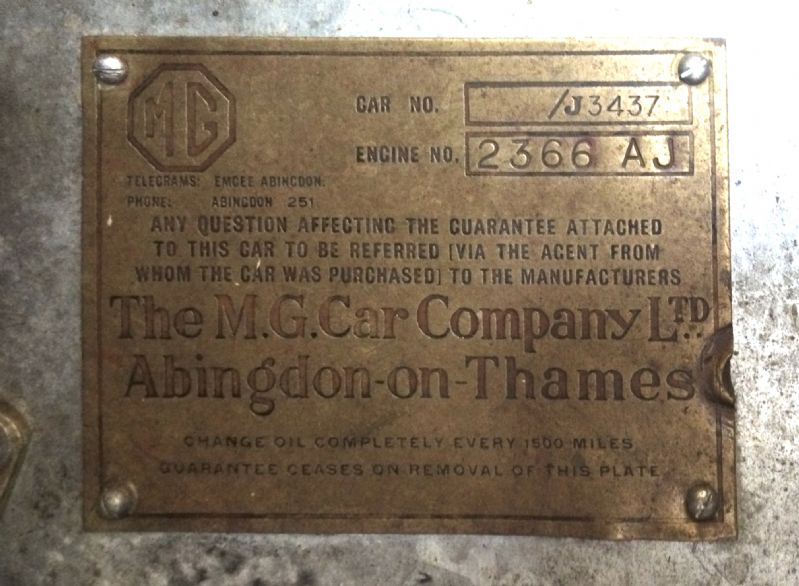 MG
CAR NO. /J3437
ENGINE NO. 2366 AJ
TELEGRAMS: EMCEE ABINGDON.
PHONE: ABINGDON 251
ANY QUESTION AFFECTING THE GUARANTEE ATTACHED
TO THIS CAR TO BE REFERRED [VIA THE AGENT FROM
WHOM THE CAR WAS PURCHASED] TO THE MANUFACTURERS
The M.G. Car Company LTD.
Abingdon-on-Thames
CHANGE OIL COMPLETELY EVERY 1500 MILES
GUARANTEE CEASES ON REMOVAL OF THIS PLATE